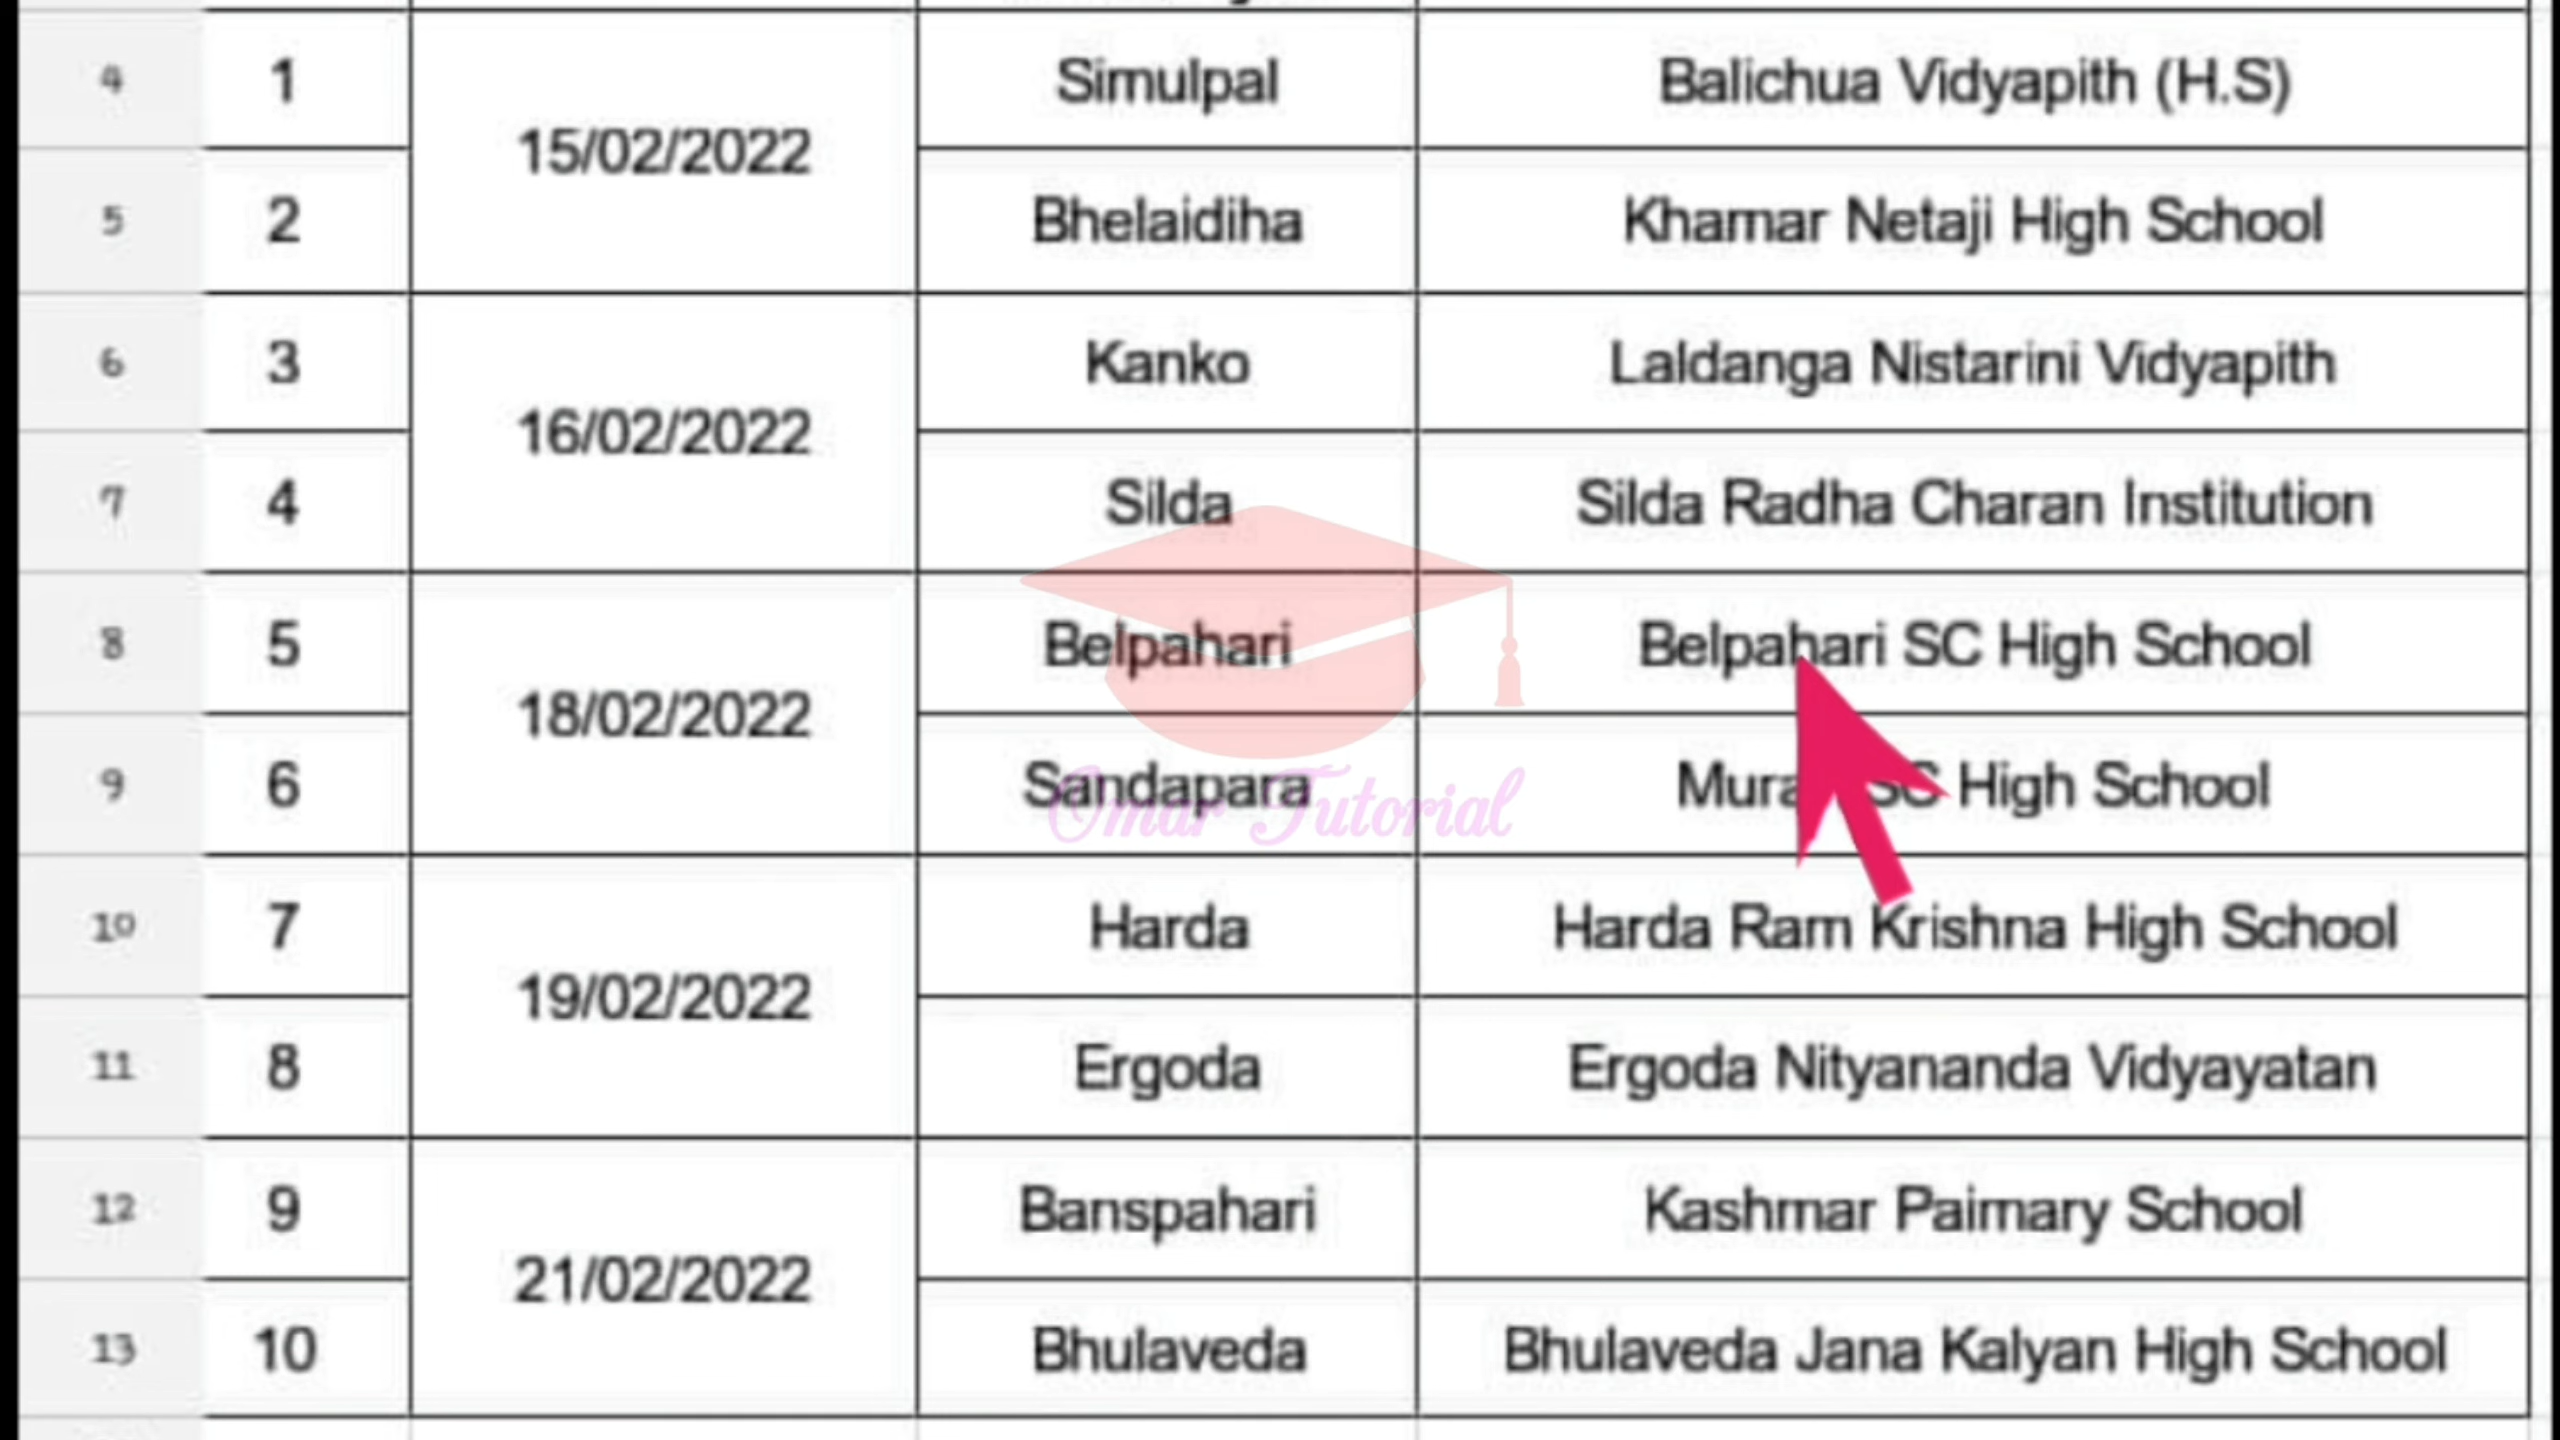 4 1 15/02/2022 Simulpal Balichua Vidyapith (H.S)
5 2 Bhelaidiha Khamar Netaji High School
6 3 16/02/2022 Kanko Laldanga Nistarini Vidyapith
7 4 Silda Silda Radha Charan Institution
8 5 18/02/2022 Belpahari Belpahari SC High School
9 6 Sandapara SC High School
Omar Tutorial
10 7 19/02/2022 Harda Harda Ram Krishna High School
11 8 Ergoda Ergoda Nityananda Vidyayatan
12 9 21/02/2022 Banspahari Kashmar Paimary School
13 10 Bhulaveda Bhulaveda Jana Kalyan High School